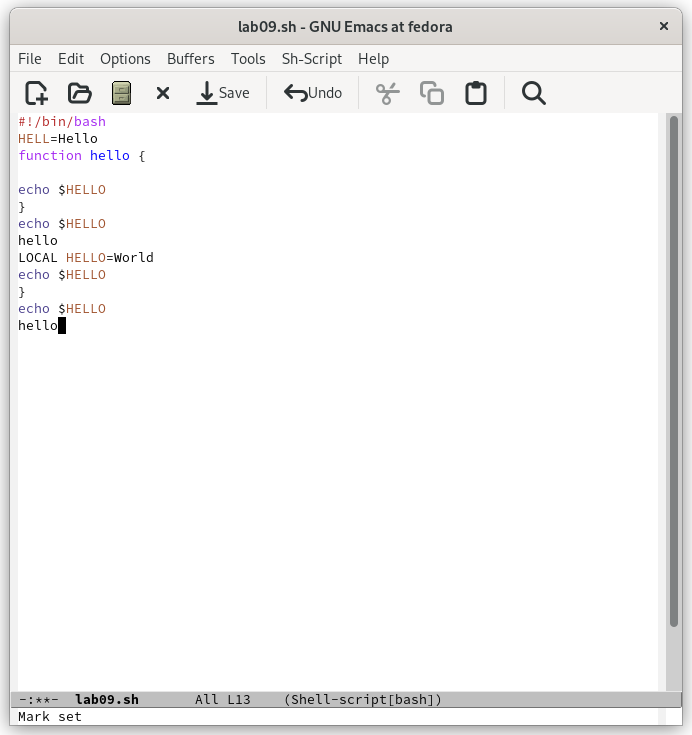 lab09.sh - GNU Emacs at fedora ×
File Edit Options Buffers Tools Sh-Script Help
Save Undo
#!/bin/bash
HELL=Hello
function hello {
echo $HELLO
}
echo $HELLO
hello
LOCAL HELLO=World
echo $HELLO
}
echo $HELLO
hello
-:**- lab09.sh All L13 (Shell-script[bash])
Mark set